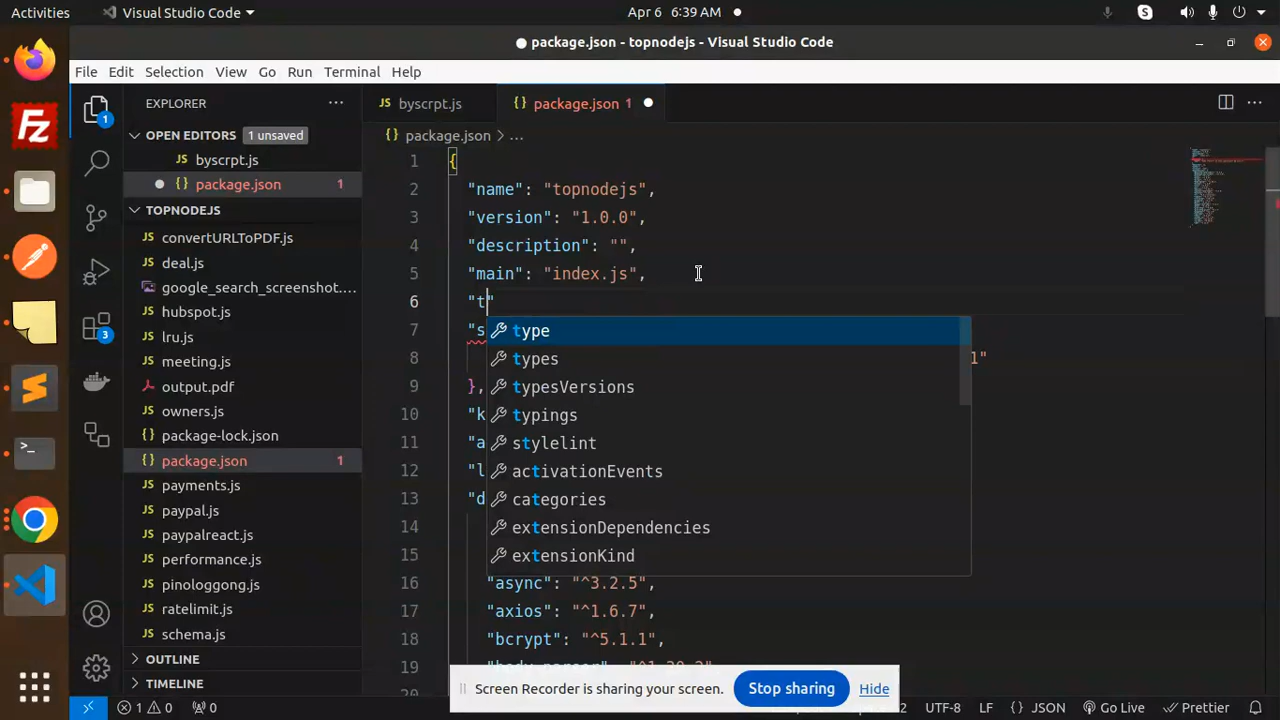 Activities
Visual Studio Code
Apr 6 6:39 AM
package.json - topnodejs - Visual Studio Code
File Edit Selection View Go Run Terminal Help
EXPLORER
OPEN EDITORS 1 unsaved
byscrpt.js
package.json 1
TOPNODEJS
convertURLToPDF.js
deal.js
google_search_screenshot....
hubspot.js
lru.js
meeting.js
output.pdf
owners.js
package-lock.json
package.json 1
payments.js
paypal.js
paypalreact.js
performance.js
pinologgong.js
ratelimit.js
schema.js
OUTLINE
TIMELINE
byscrpt.js
package.json 1
package.json > ...
1 {
2 "name": "topnodejs",
3 "version": "1.0.0",
4 "description": "",
5 "main": "index.js",
6 "t"
7 "s
8 1"
9 },
10 "k
11 "a
12 "l
13 "d
14
15
16 "async": "^3.2.5",
17 "axios": "^1.6.7",
18 "bcrypt": "^5.1.1",
19
20
type
types
typesVersions
typings
stylelint
activationEvents
categories
extensionDependencies
extensionKind
Screen Recorder is sharing your screen. Stop sharing Hide
1 0 0
2 UTF-8 LF {} JSON Go Live Prettier